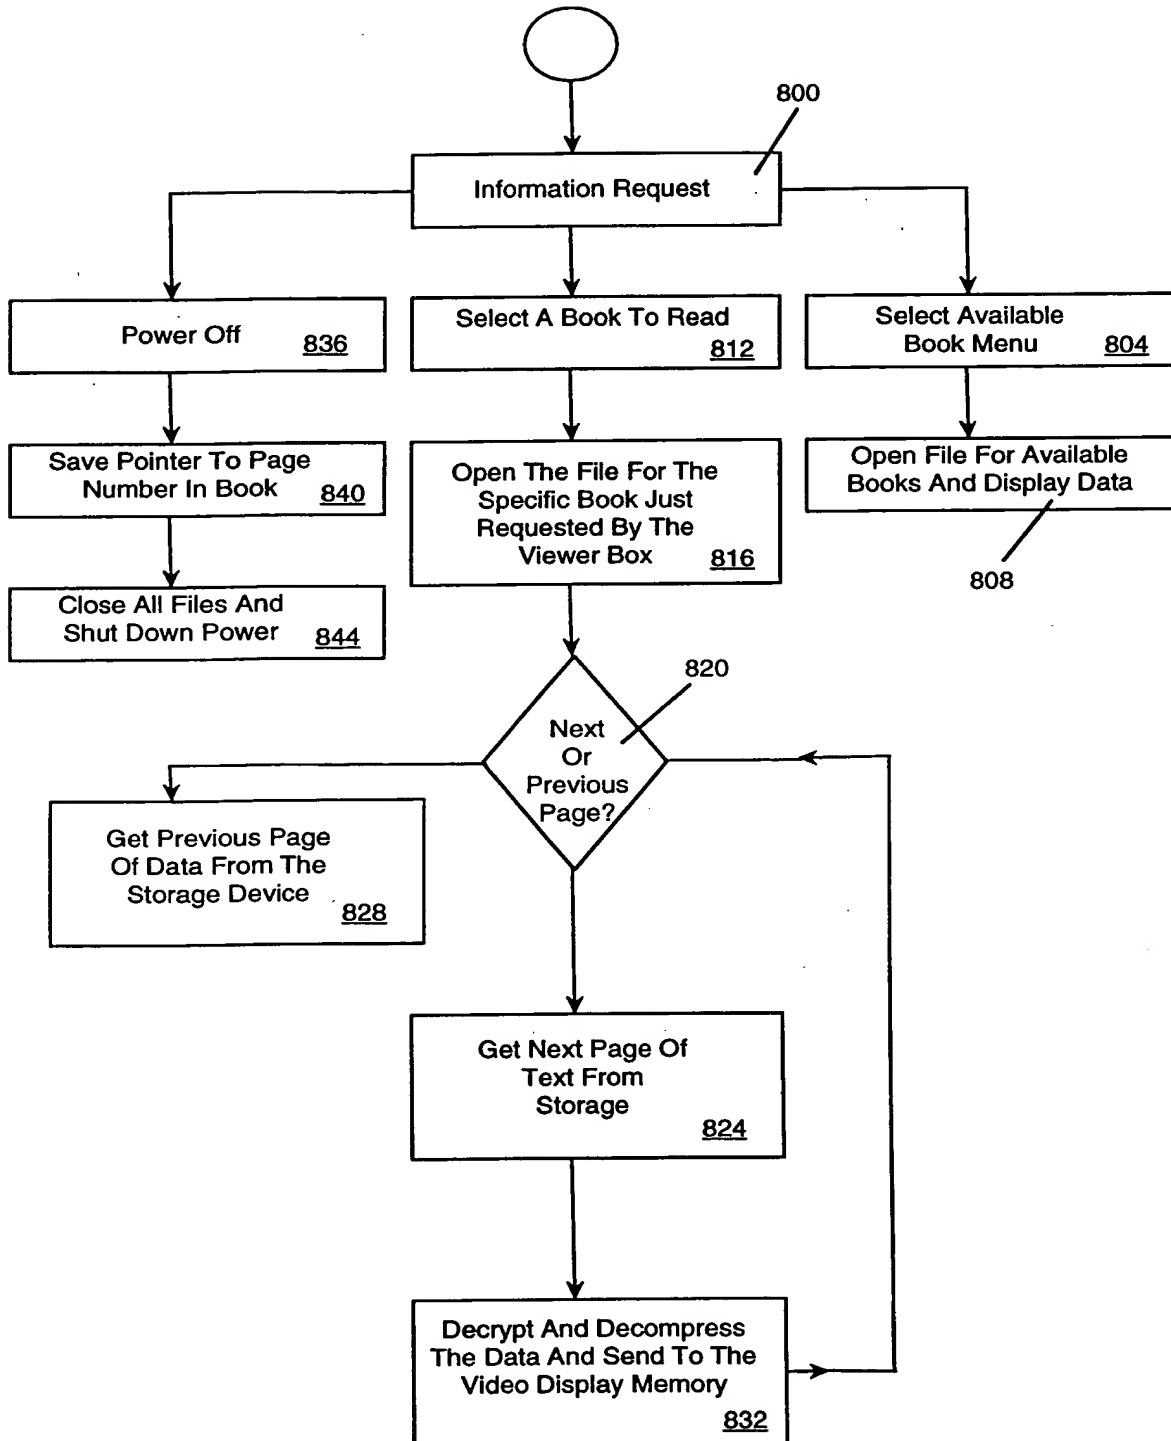 800
Information Request
Power Off 836
Select A Book To Read
812
Select Available
Book Menu 804
Save Pointer To Page
Number In Book 840
Open The File For The
Specific Book Just
Requested By The
Viewer Box 816
Open File For Available
Books And Display Data
808
Close All Files And
Shut Down Power 844
820
Next
Or
Previous
Page?
Get Previous Page
Of Data From The
Storage Device
828
Get Next Page Of
Text From
Storage
824
Decrypt And Decompress
The Data And Send To The
Video Display Memory
832